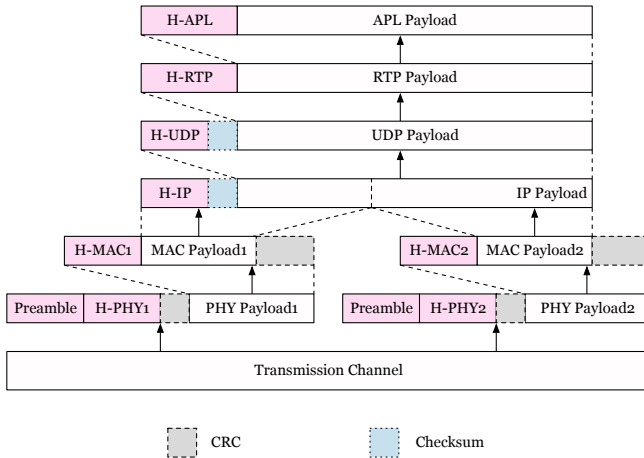 H-APL APL Payload
H-RTP RTP Payload
H-UDP UDP Payload
H-IP IP Payload
H-MAC1 MAC Payload1 H-MAC2 MAC Payload2
Preamble H-PHY1 PHY Payload1 Preamble H-PHY2 PHY Payload2
Transmission Channel
CRC Checksum